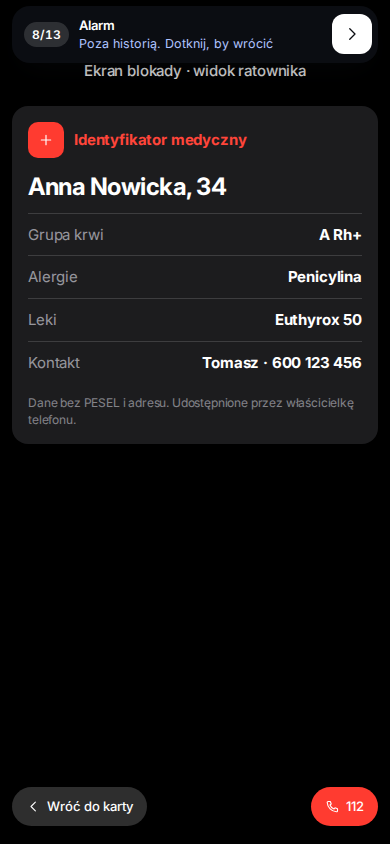 8/13
Alarm
Poza historią. Dotknij, by wrócić
Ekran blokady · widok ratownika
Identyfikator medyczny
Anna Nowicka, 34
Grupa krwi A Rh+
Alergie Penicylina
Leki Euthyrox 50
Kontakt Tomasz · 600 123 456
Dane bez PESEL i adresu. Udostępnione przez właścicielkę
telefonu.
Wróć do karty 112